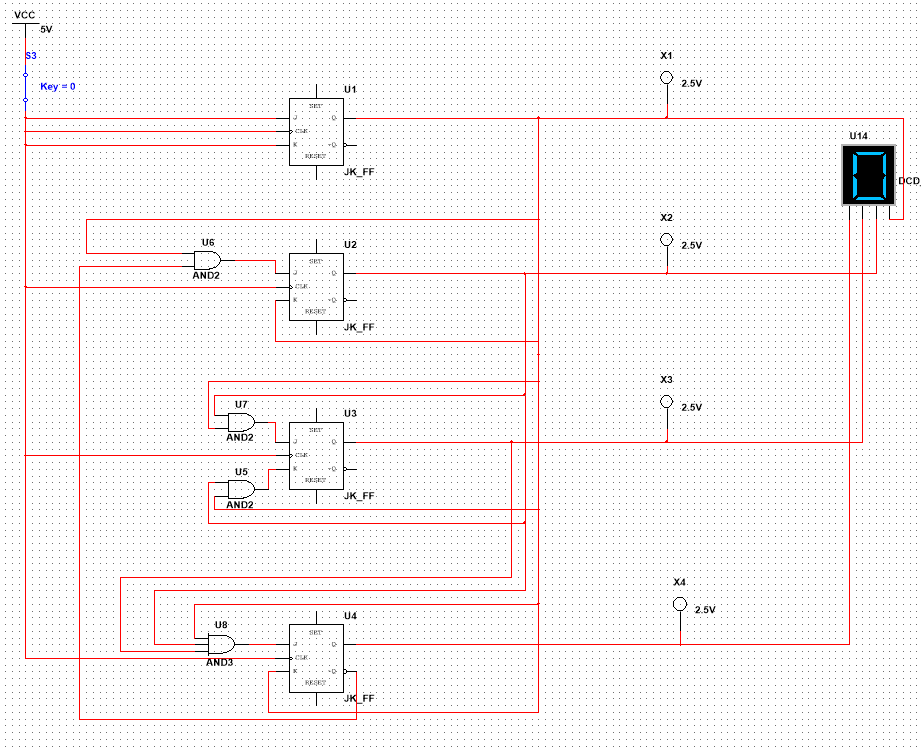 VCC
5V
S3
Key = 0
U1
SET
J
Q
CLK
K
~Q
RESET
JK_FF
X1
2.5V
U14
DCD_
U6
AND2
U2
SET
J
Q
CLK
K
~Q
RESET
JK_FF
X2
2.5V
U7
AND2
U5
AND2
U3
SET
J
Q
CLK
K
~Q
RESET
JK_FF
X3
2.5V
U8
AND3
U4
SET
J
Q
CLK
K
~Q
RESET
JK_FF
X4
2.5V